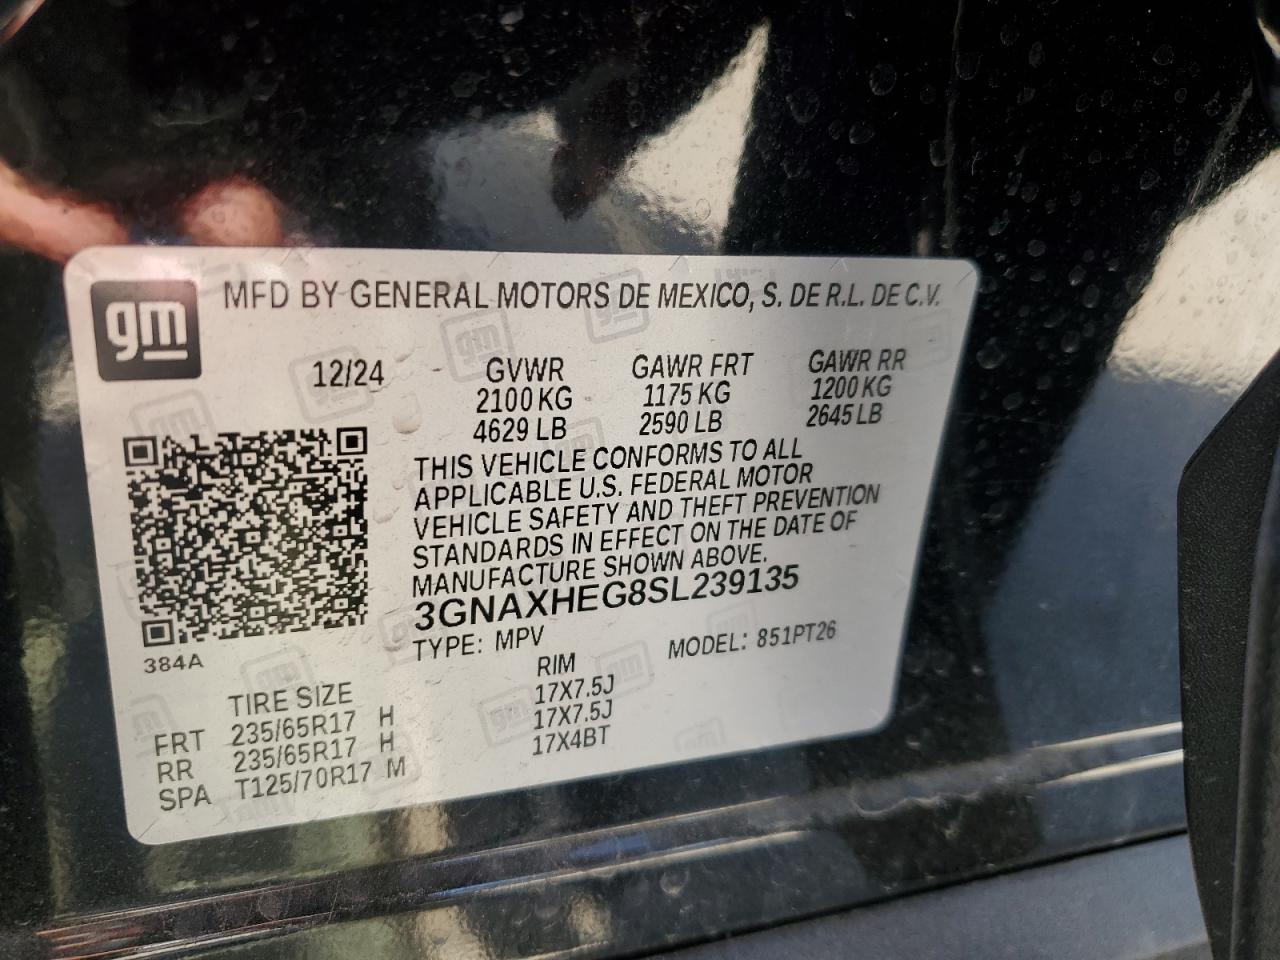 gm MFD BY GENERAL MOTORS DE MEXICO, S. DE R.L. DE C.V.
12/24 GVWR GAWR FRT GAWR RR
2100 KG 1175 KG 1200 KG
4629 LB 2590 LB 2645 LB
THIS VEHICLE CONFORMS TO ALL
APPLICABLE U.S. FEDERAL MOTOR
VEHICLE SAFETY AND THEFT PREVENTION
STANDARDS IN EFFECT ON THE DATE OF
MANUFACTURE SHOWN ABOVE.
3GNAXHEG8SL239135
TYPE: MPV MODEL: 851PT26
384A
TIRE SIZE RIM
FRT 235/65R17 H 17X7.5J
RR 235/65R17 H 17X7.5J
SPA T125/70R17 M 17X4BT